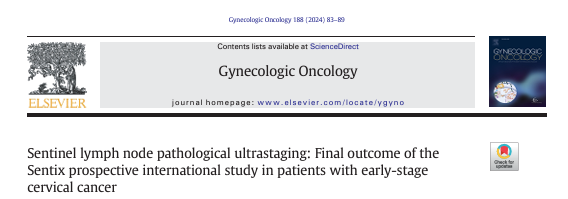 Gynecologic Oncology 188 (2024) 83–89
Contents lists available at ScienceDirect
Gynecologic Oncology
journal homepage: www.elsevier.com/locate/ygyno
ELSEVIER
GYNECOLOGIC
ONCOLOGY
Sentinel lymph node pathological ultrastaging: Final outcome of the
Sentix prospective international study in patients with early-stage
cervical cancer
Check for
updates